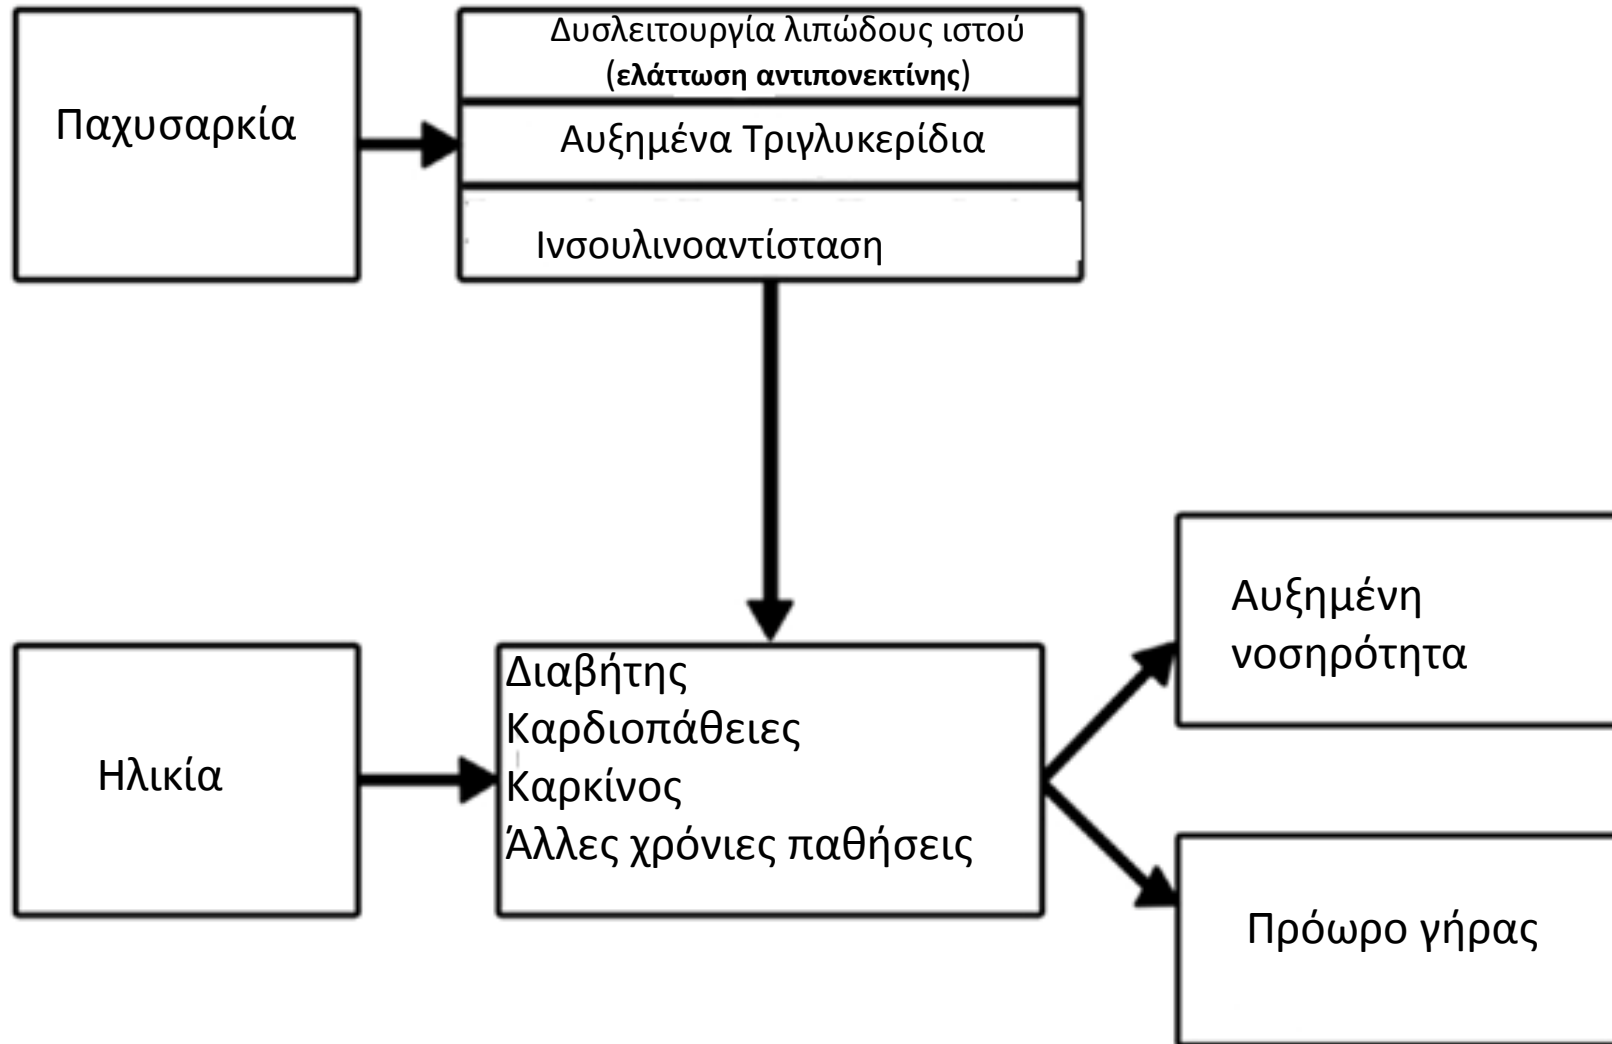 Παχυσαρκία
Δυσλειτουργία λιπώδους ιστού
(ελάττωση αντιπονεκτίνης)
Αυξημένα Τριγλυκερίδια
Ινσουλινοαντίσταση
Ηλικία
Διαβήτης
Καρδιοπάθειες
Καρκίνος
Άλλες χρόνιες παθήσεις
Αυξημένη
νοσηρότητα
Πρόωρο γήρας